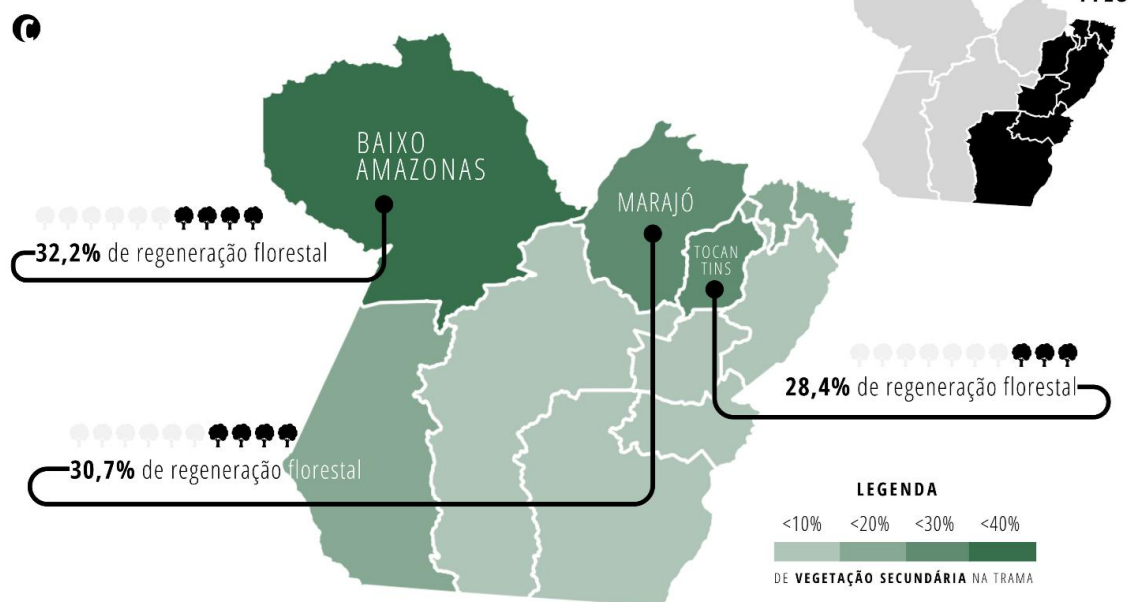 C
BAIXO
AMAZONAS
MARAJÓ
TOCAN
TINS
32,2% de regeneração florestal
28,4% de regeneração florestal
30,7% de regeneração florestal
LEGENDA
<10% <20% <30% <40%
DE VEGETAÇÃO SECUNDÁRIA NA TRAMA